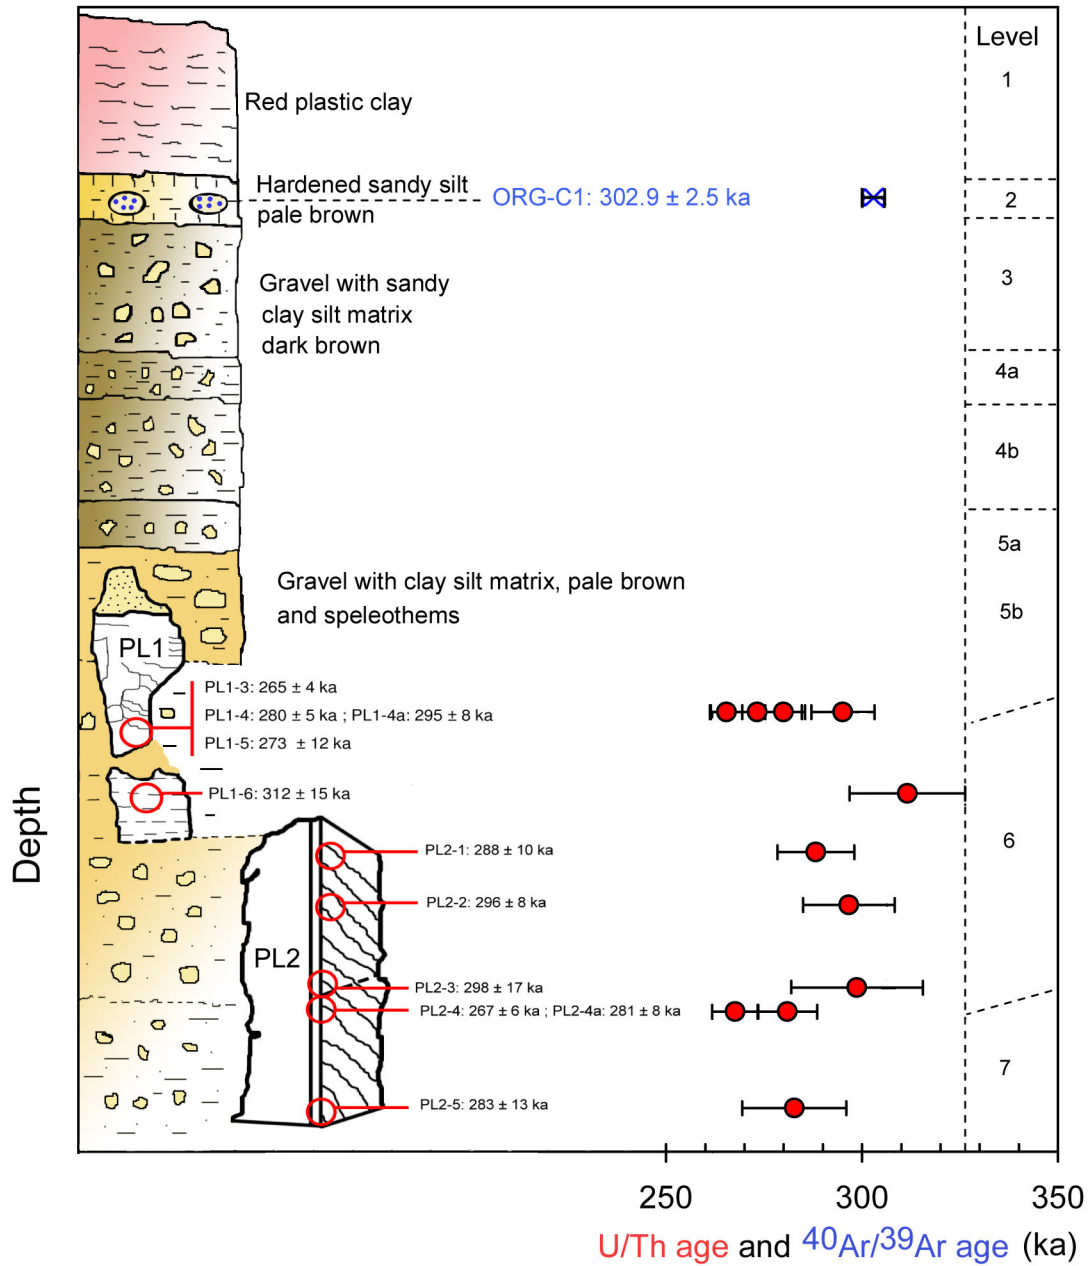 Level
1
Red plastic clay
Hardened sandy silt
pale brown
ORG-C1: 302.9 ± 2.5 ka
2
Gravel with sandy
clay silt matrix
dark brown
3
4a
4b
5a
Gravel with clay silt matrix, pale brown
and speleothems
5b
PL1
PL1-3: 265 ± 4 ka
PL1-4: 280 ± 5 ka ; PL1-4a: 295 ± 8 ka
PL1-5: 273 ± 12 ka
PL1-6: 312 ± 15 ka
Depth
6
PL2-1: 288 ± 10 ka
PL2-2: 296 ± 8 ka
PL2
PL2-3: 298 ± 17 ka
PL2-4: 267 ± 6 ka ; PL2-4a: 281 ± 8 ka
7
PL2-5: 283 ± 13 ka
250 300 350
U/Th age and ⁴⁰Ar/³⁹Ar age (ka)